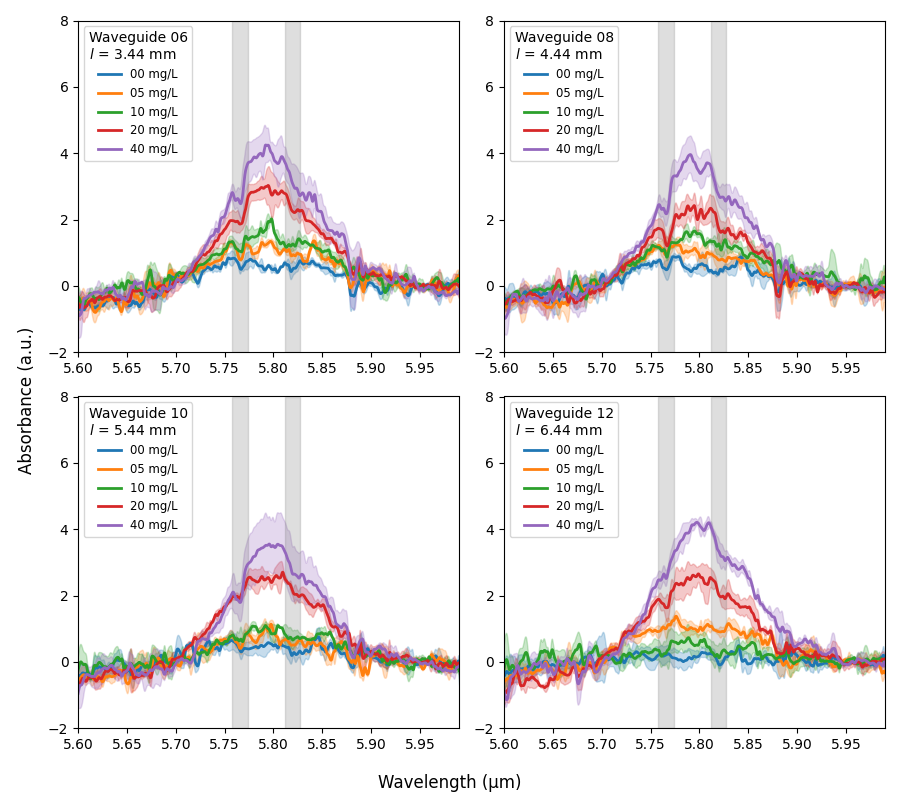 Waveguide 06
l = 3.44 mm
00 mg/L
05 mg/L
10 mg/L
20 mg/L
40 mg/L
8
6
4
2
0
−2
5.60 5.65 5.70 5.75 5.80 5.85 5.90 5.95
Waveguide 08
l = 4.44 mm
00 mg/L
05 mg/L
10 mg/L
20 mg/L
40 mg/L
8
6
4
2
0
−2
5.60 5.65 5.70 5.75 5.80 5.85 5.90 5.95
Absorbance (a.u.)
Waveguide 10
l = 5.44 mm
00 mg/L
05 mg/L
10 mg/L
20 mg/L
40 mg/L
8
6
4
2
0
−2
5.60 5.65 5.70 5.75 5.80 5.85 5.90 5.95
Waveguide 12
l = 6.44 mm
00 mg/L
05 mg/L
10 mg/L
20 mg/L
40 mg/L
8
6
4
2
0
−2
5.60 5.65 5.70 5.75 5.80 5.85 5.90 5.95
Wavelength (μm)